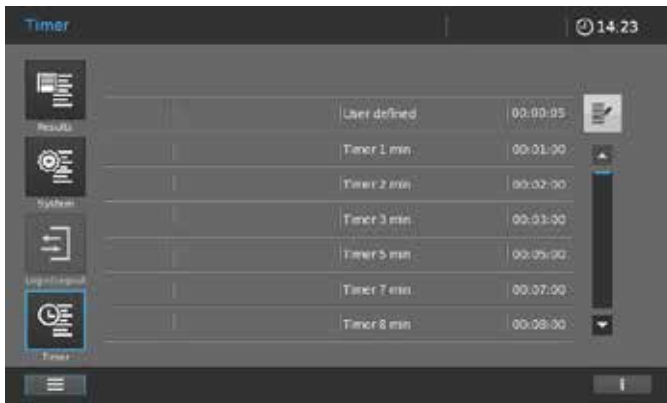 Timer
14.23
Results
User defined 00:00:05
Timer 1 min 00:01:00
Timer 2 min 00:02:00
System
Timer 3 min 00:03:00
Timer 5 min 00:05:00
Login/Logout
Timer 7 min 00:07:00
Timer 8 min 00:08:00
Timer
i